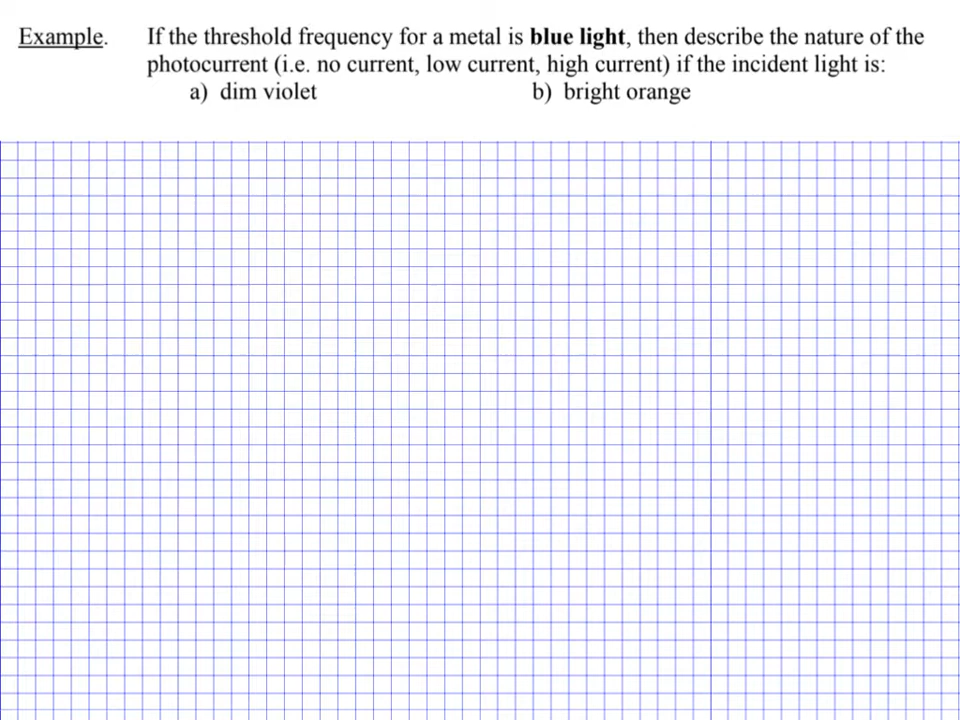 Example. If the threshold frequency for a metal is blue light, then describe the nature of the
photocurrent (i.e. no current, low current, high current) if the incident light is:
a) dim violet b) bright orange